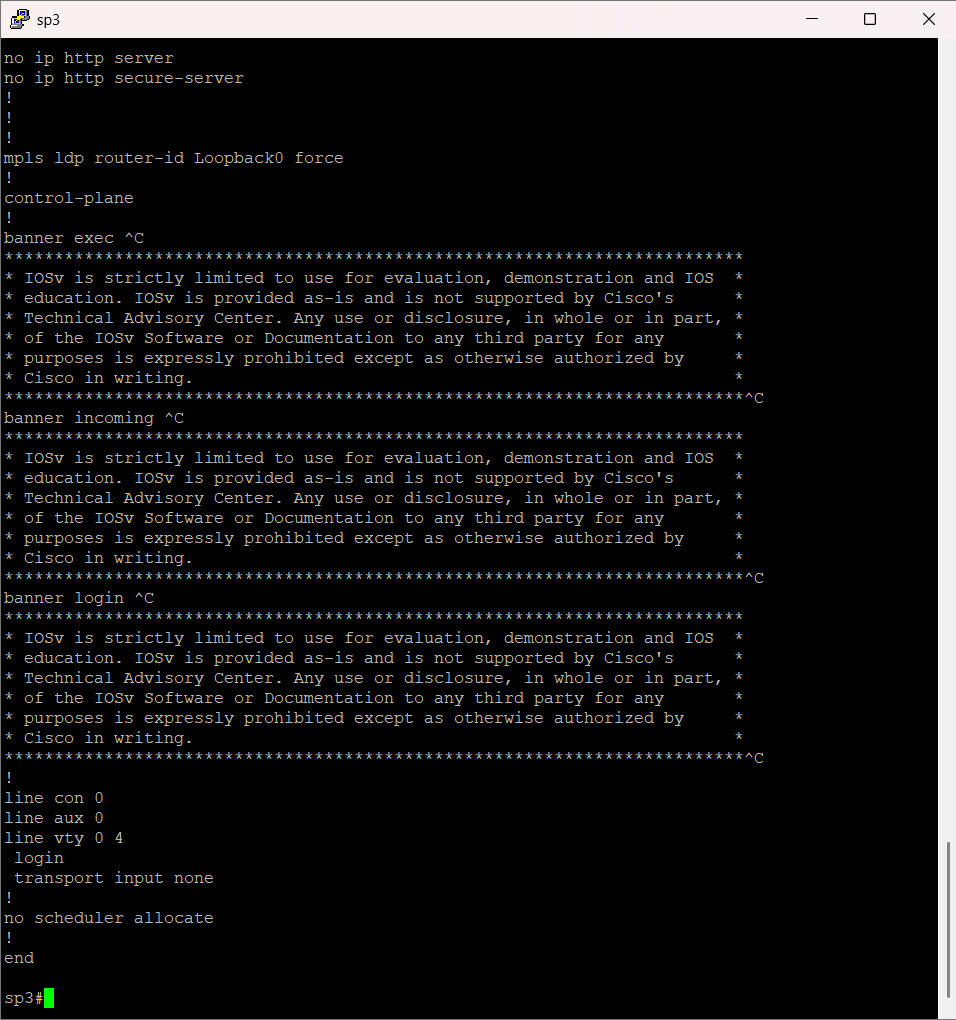 sp3
no ip http server
no ip http secure-server
!
!
!
mpls ldp router-id Loopback0 force
!
control-plane
!
banner exec ^C
**************************************************************************
* IOSv is strictly limited to use for evaluation, demonstration and IOS  *
* education. IOSv is provided as-is and is not supported by Cisco's      *
* Technical Advisory Center. Any use or disclosure, in whole or in part, *
* of the IOSv Software or Documentation to any third party for any       *
* purposes is expressly prohibited except as otherwise authorized by     *
* Cisco in writing.                                                      *
**************************************************************************^C
banner incoming ^C
**************************************************************************
* IOSv is strictly limited to use for evaluation, demonstration and IOS  *
* education. IOSv is provided as-is and is not supported by Cisco's      *
* Technical Advisory Center. Any use or disclosure, in whole or in part, *
* of the IOSv Software or Documentation to any third party for any       *
* purposes is expressly prohibited except as otherwise authorized by     *
* Cisco in writing.                                                      *
**************************************************************************^C
banner login ^C
**************************************************************************
* IOSv is strictly limited to use for evaluation, demonstration and IOS  *
* education. IOSv is provided as-is and is not supported by Cisco's      *
* Technical Advisory Center. Any use or disclosure, in whole or in part, *
* of the IOSv Software or Documentation to any third party for any       *
* purposes is expressly prohibited except as otherwise authorized by     *
* Cisco in writing.                                                      *
**************************************************************************^C
!
line con 0
line aux 0
line vty 0 4
 login
 transport input none
!
no scheduler allocate
!
end
sp3#